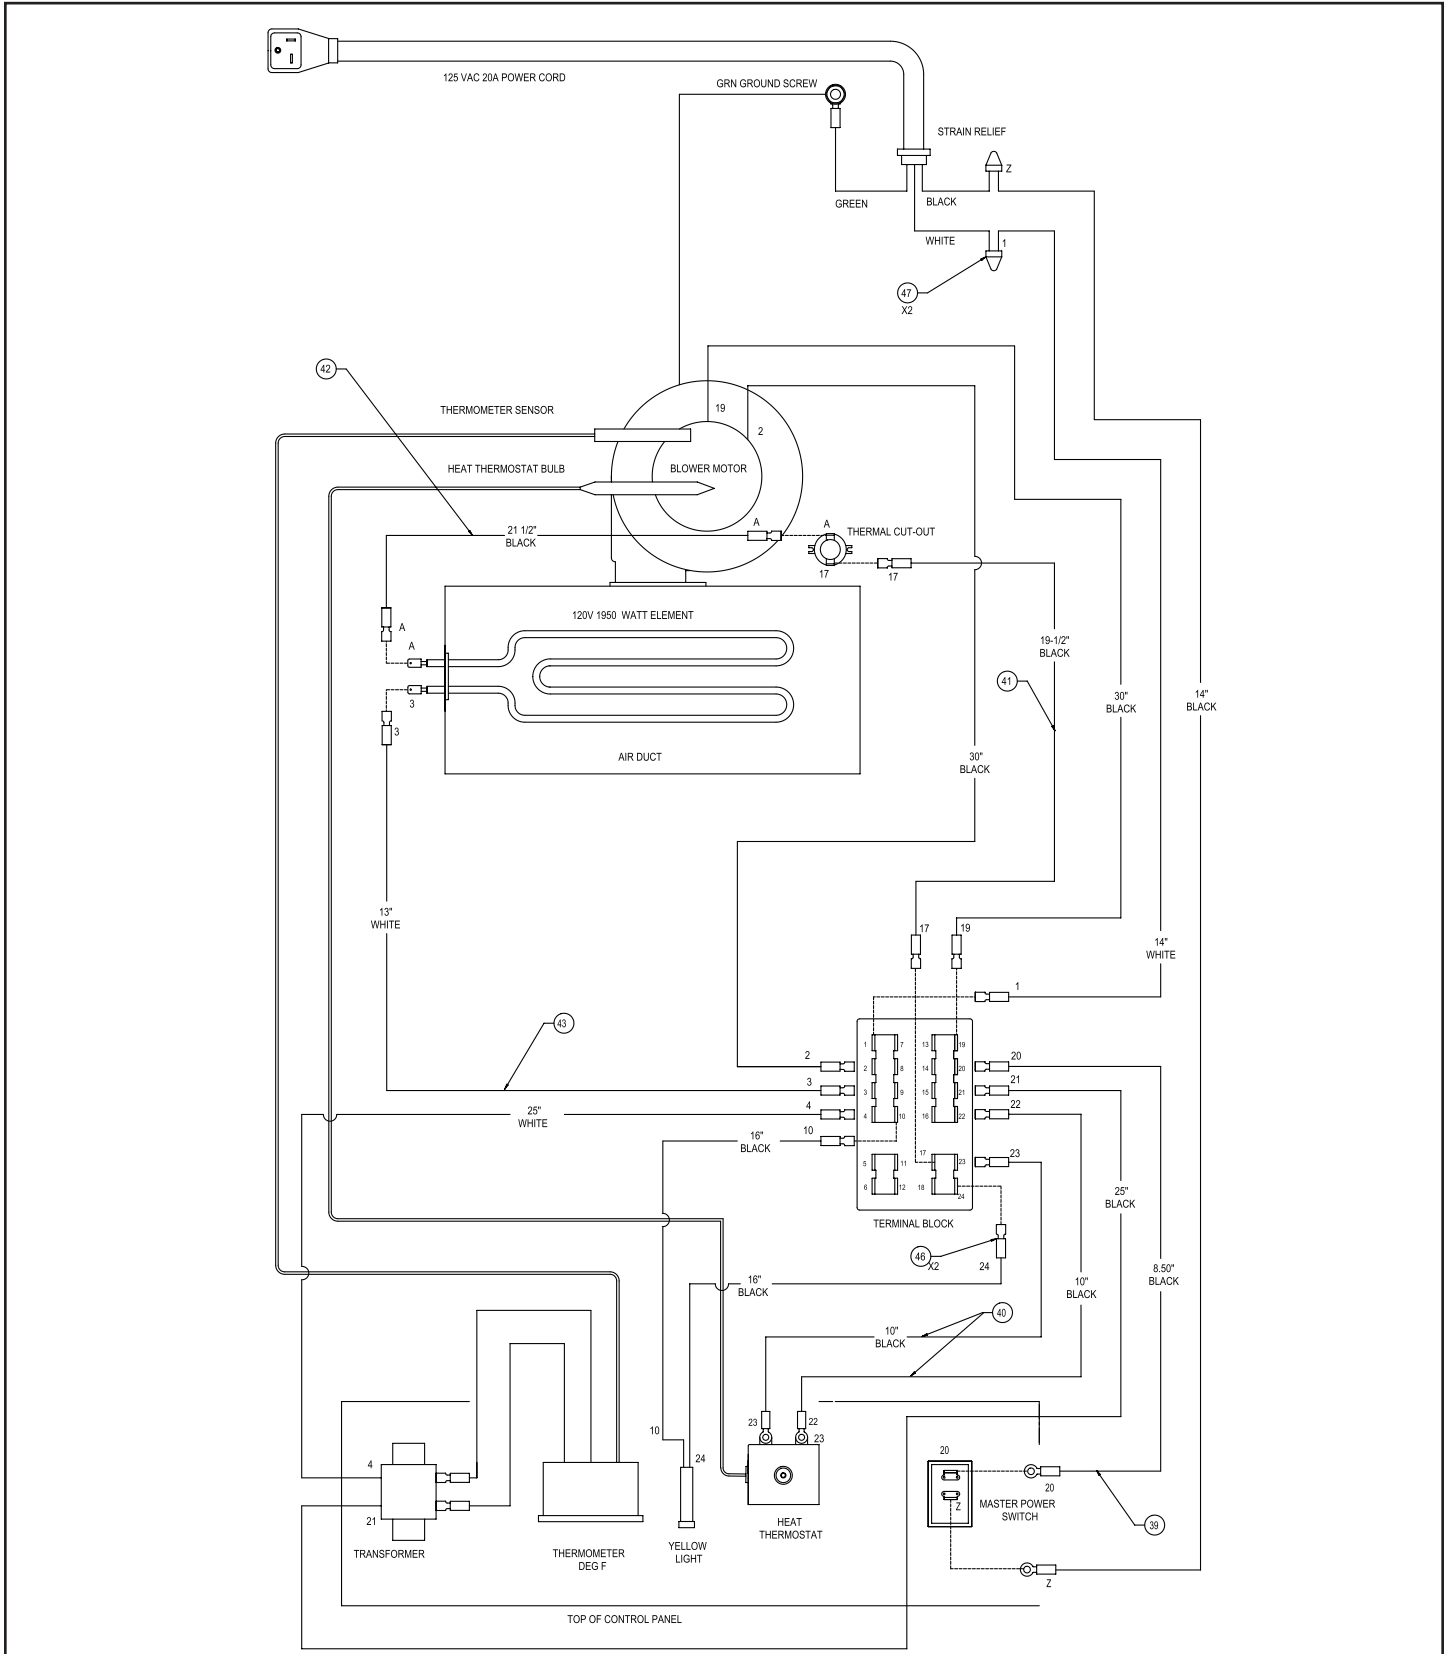 125 VAC 20A POWER CORD
GRN GROUND SCREW
STRAIN RELIEF
Z
GREEN
BLACK
WHITE
1
47
X2
42
THERMOMETER SENSOR
19
2
HEAT THERMOSTAT BULB
BLOWER MOTOR
21 1/2"
BLACK
A
A
THERMAL CUT-OUT
17
17
120V 1950 WATT ELEMENT
A
A
3
3
AIR DUCT
19-1/2"
BLACK
41
30"
BLACK
14"
BLACK
30"
BLACK
13"
WHITE
17
19
14"
WHITE
1
43
2
3
4
10
25"
WHITE
16"
BLACK
1
7
13
19
2
8
14
20
3
9
15
21
4
10
16
22
5
11
17
23
6
12
18
24
20
21
22
23
TERMINAL BLOCK
25"
BLACK
46
X2
24
16"
BLACK
10"
BLACK
8.50"
BLACK
40
10"
BLACK
23
22
23
10
24
4
21
TRANSFORMER
THERMOMETER
DEG F
YELLOW
LIGHT
HEAT
THERMOSTAT
20
Z
20
MASTER POWER
SWITCH
39
Z
TOP OF CONTROL PANEL